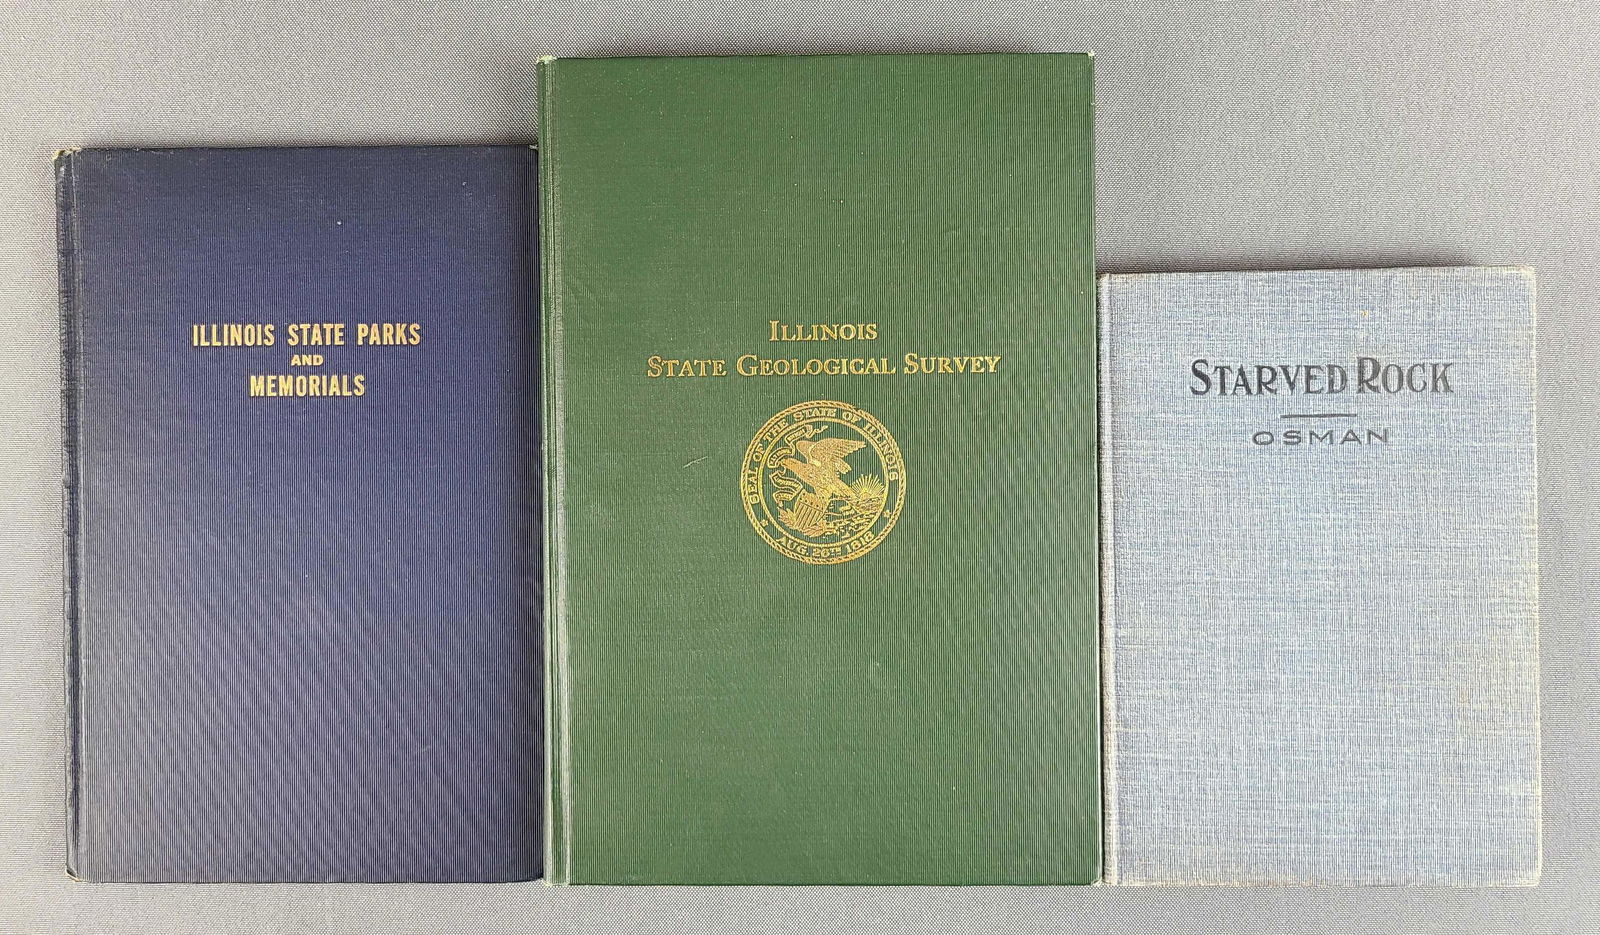 ILLINOIS STATE PARKS
AND
MEMORIALS
ILLINOIS
STATE GEOLOGICAL SURVEY
SEAL OF THE STATE OF ILLINOIS
AUG. 26TH 1818
STARVED ROCK
OSMAN